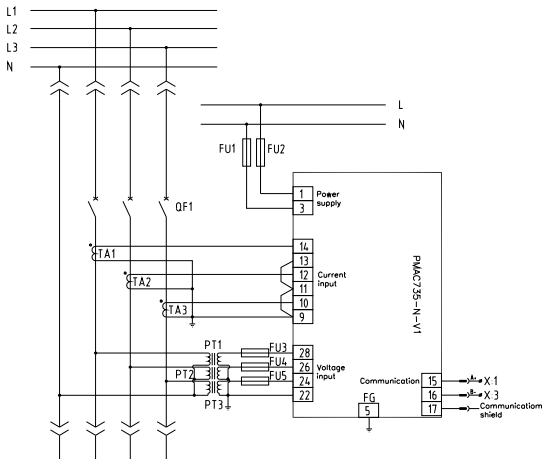 L1
L2
L3
N
L
N
FU1
FU2
1
Power
supply
3
QF1
14
TA1
13
12
Current
input
TA2
11
10
TA3
9
PMAC735-N-V1
PT1
FU3
28
FU4
26
Voltage
input
PT2
FU5
24
PT3
22
Communication
15
A+
X:1
FG
16
B-
X:3
5
17
Communicatiom
shield